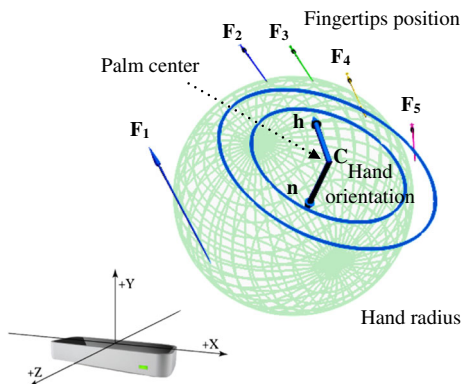 Fingertips position
F2
F3
F4
Palm center
F5
F1
h
C
n
Hand
orientation
+Y
+X
+Z
Hand radius